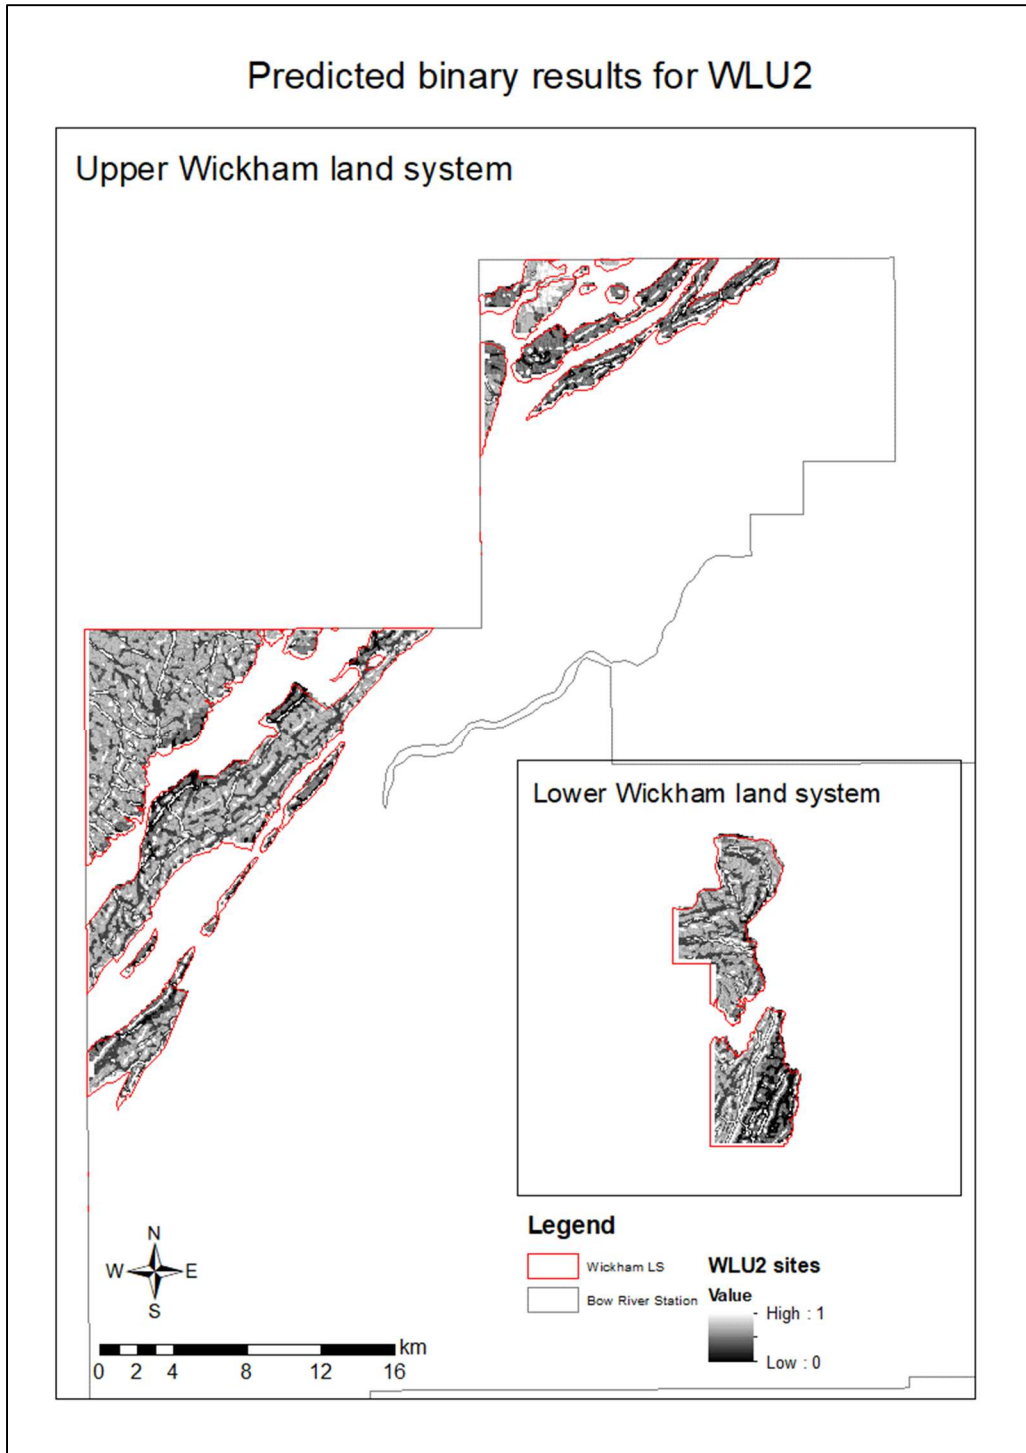 Predicted binary results for WLU2
Upper Wickham land system
Lower Wickham land system
N
W E
S
km
0 2 4 8 12 16
Legend
Wickham LS
Bow River Station
WLU2 sites
Value
High : 1
Low : 0